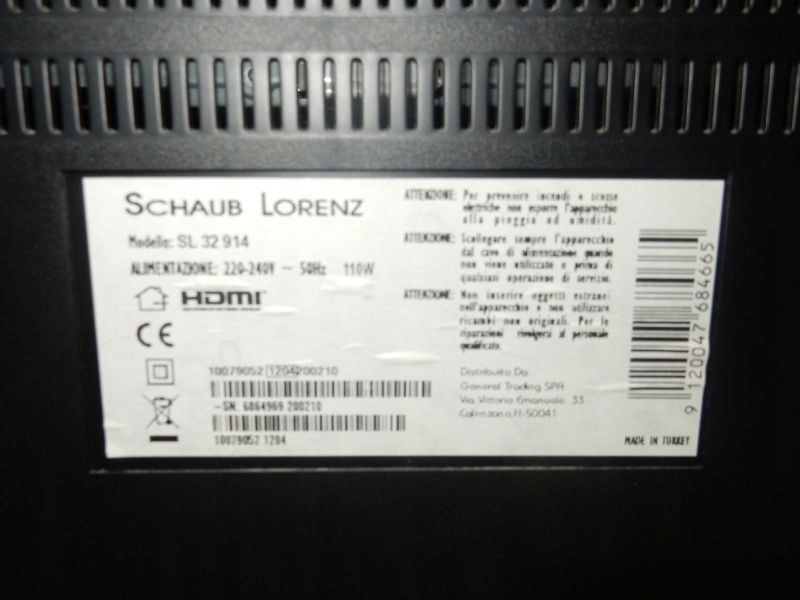 SCHAUB LORENZ
Modello: SL 32 914
ALIMENTAZIONE: 220-240V ~ 50Hz 110W
HDMI
CE
10079052 1204 200210
-SN. 6864969 200210
10079052 1204
ATTENZIONE: Per prevenire incendi e scosse
elettriche non esporre l'apparecchio
alla pioggia ad umidità.
ATTENZIONE: Scollegare sempre l'apparecchio
dal cavo di alimentazione quando
non viene utilizzato e prima di
qualsiasi operazione di servizio.
ATTENZIONE: Non inserire oggetti estranei
nell'apparecchio e non utilizzare
ricambi non originali. Per le
riparazioni rivolgersi al personale
qualificato.
Distribuito Da
General Trading SPA
Via Vittorio Emanuele, 33
Calenzano,FI-50041
9 120047 684665
MADE IN TURKEY